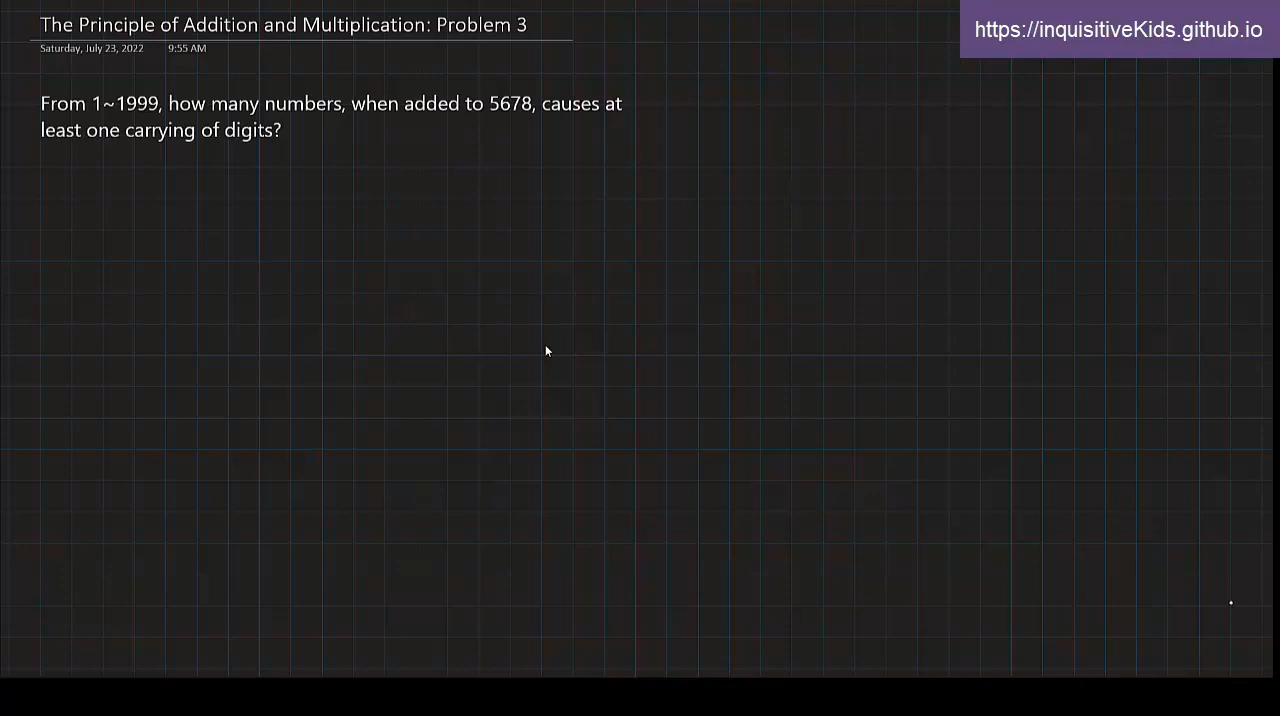 The Principle of Addition and Multiplication: Problem 3
https://inquisitiveKids.github.io
Saturday, July 23, 2022 9:55 AM
From 1~1999, how many numbers, when added to 5678, causes at
least one carrying of digits?